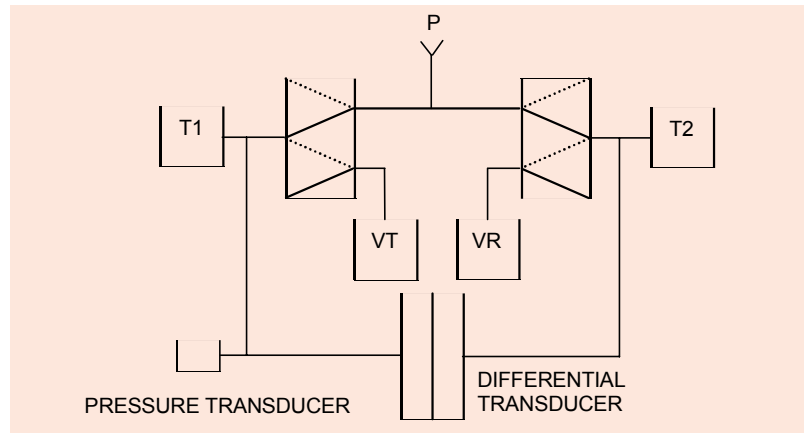 P
T1
T2
VT
VR
PRESSURE TRANSDUCER
DIFFERENTIAL
TRANSDUCER